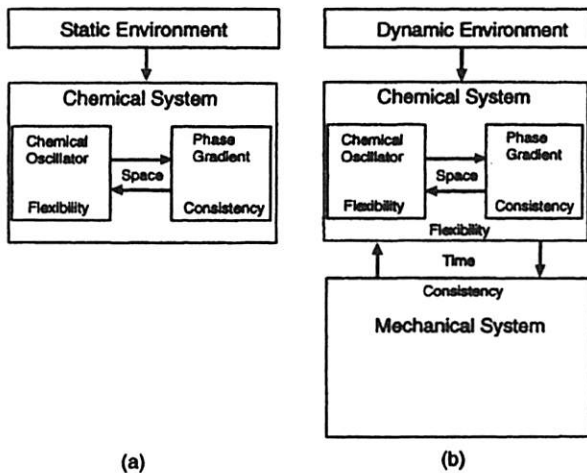 Static Environment
Chemical System
Chemical
Oscillator
Flexibility
Space
Phase
Gradient
Consistency
(a)
Dynamic Environment
Chemical System
Chemical
Oscillator
Flexibility
Space
Phase
Gradient
Consistency
Flexibility
Time
Consistency
Mechanical System
(b)